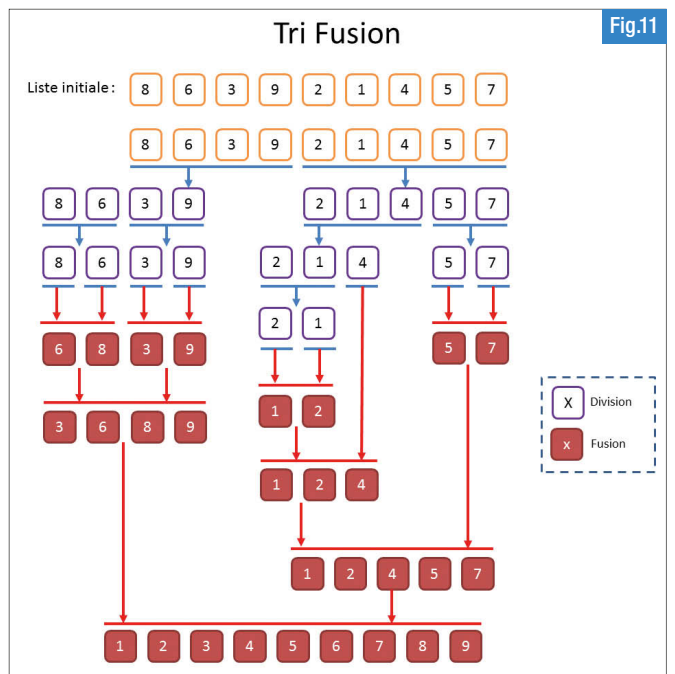 Tri Fusion
Fig.11
Liste initiale : 8 6 3 9 2 1 4 5 7
8 6 3 9 2 1 4 5 7
8 6 3 9 2 1 4 5 7
8 6 3 9 2 1 4 5 7
2 1
6 8 3 9 5 7
1 2
3 6 8 9
1 2 4
1 2 4 5 7
1 2 3 4 5 6 7 8 9
X Division
x Fusion